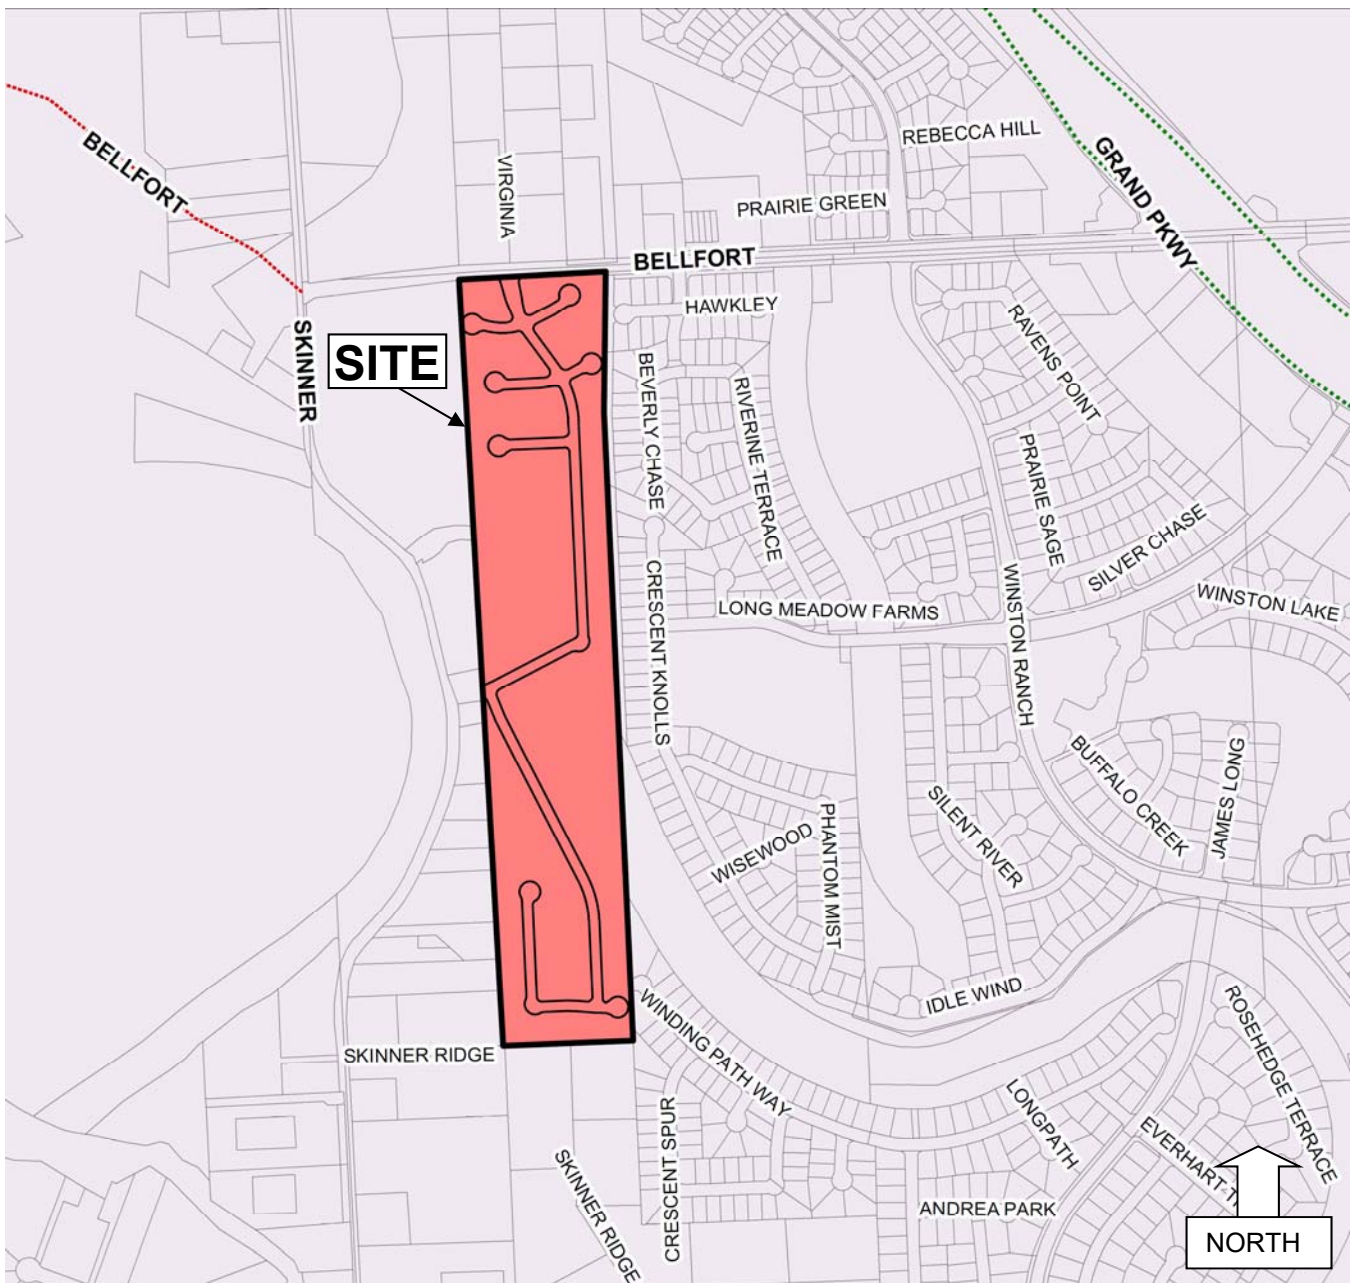 REBECCA HILL
GRAND PKWY
BELLFORT
VIRGINIA
PRAIRIE GREEN
BELLFORT
HAWKLEY
SKINNER
SITE
RAVENS POINT
BEVERLY CHASE
RIVERINE TERRACE
PRAIRIE SAGE
SILVER CHASE
CRESCENT KNOLLS
LONG MEADOW FARMS
WINSTON RANCH
WINSTON LAKE
BUFFALO CREEK
JAMES LONG
SILENT RIVER
PHANTOM MIST
WISEWOOD
IDLE WIND
WINDING PATH WAY
ROSEHEDGE TERRACE
SKINNER RIDGE
LONGPATH
CRESCENT SPUR
EVERHART
SKINNER RIDGE
ANDREA PARK
NORTH